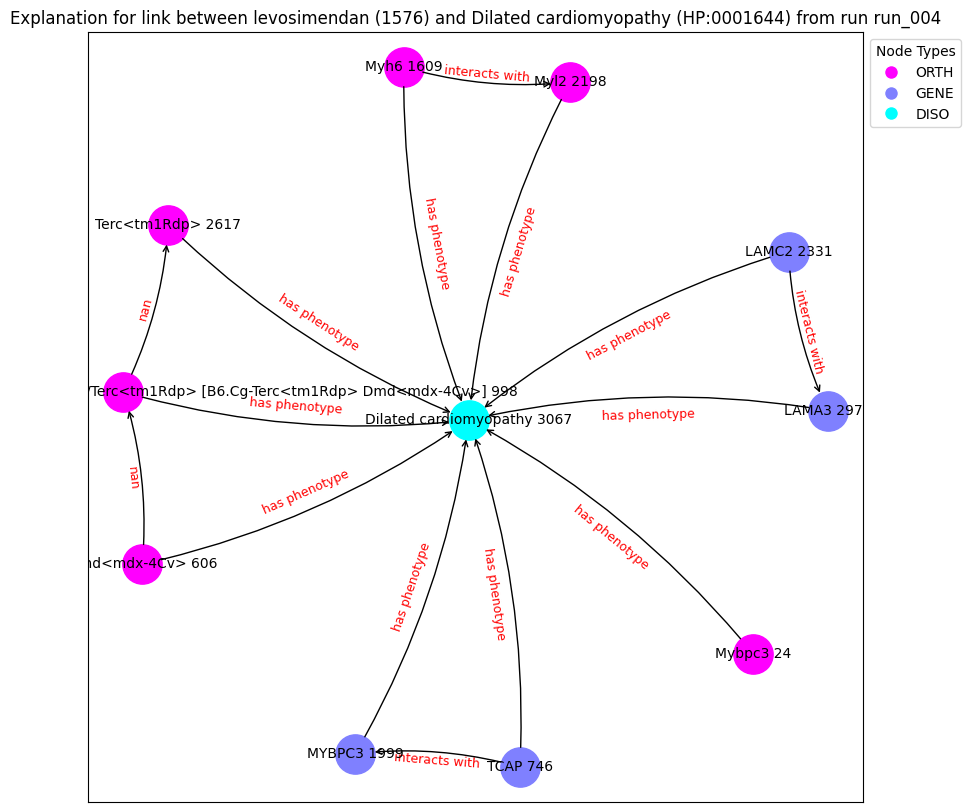 Explanation for link between levosimendan (1576) and Dilated cardiomyopathy (HP:0001644) from run run_004
Node Types
ORTH
GENE
DISO
Myh6 1609
interacts with
Myl2 2198
Terc<tm1Rdp> 2617
has phenotype
has phenotype
LAMC2 2331
has phenotype
interacts with
has phenotype
nan
/Terc<tm1Rdp> [B6.Cg-Terc<tm1Rdp> Dmd<mdx-4Cv>] 998
has phenotype
Dilated cardiomyopathy 3067
has phenotype
LAMA3 297
nan
has phenotype
<mdx-4Cv> 606
has phenotype
has phenotype
has phenotype
Mybpc3 24
MYBPC3 1999
interacts with
TCAP 746